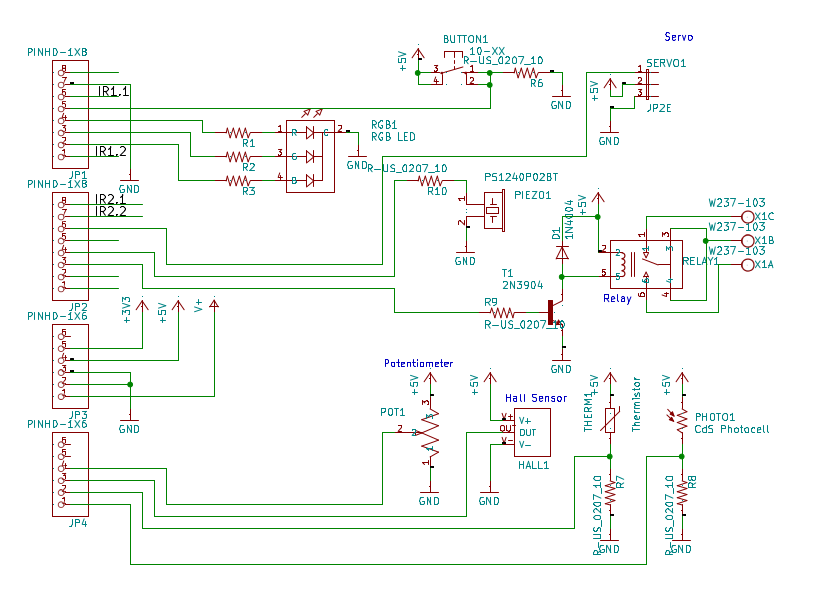 Servo
BUTTON1
10-XX
R-US_0207_10
PINHD-1X8
+5V
3
1
4
2
R6
GND
SERVO1
+5V
1
2
3
JP2E
GND
8
7
6
5
4
3
2
1
IR1.1
IR1.2
JP1
GND
R1
R2
R3
1
3
4
R
G
B
C
2
RGB1
RGB LED
GND
R-US_0207_10
R10
PS1240P02BT
PIEZO1
1
2
GND
PINHD-1X8
IR2.1
IR2.2
8
7
6
5
4
3
2
1
JP2
D1
1N4004
+5V
W237-103
X1C
W237-103
X1B
W237-103
X1A
RELAY1
2
5
1
3
6
4
Relay
T1
2N3904
R9
R-US_0207_10
GND
PINHD-1X6
+3V3
+5V
V+
6
5
4
3
2
1
JP3
GND
Potentiometer
+5V
POT1
3
2
1
GND
+5V
Hall Sensor
V+
OUT
V-
V+
OUT
V-
HALL1
GND
+5V
THERM1
Thermistor
R7
R-US_0207_10
GND
+5V
PHOTO1
CdS Photocell
R8
R-US_0207_10
GND
PINHD-1X6
6
5
4
3
2
1
JP4